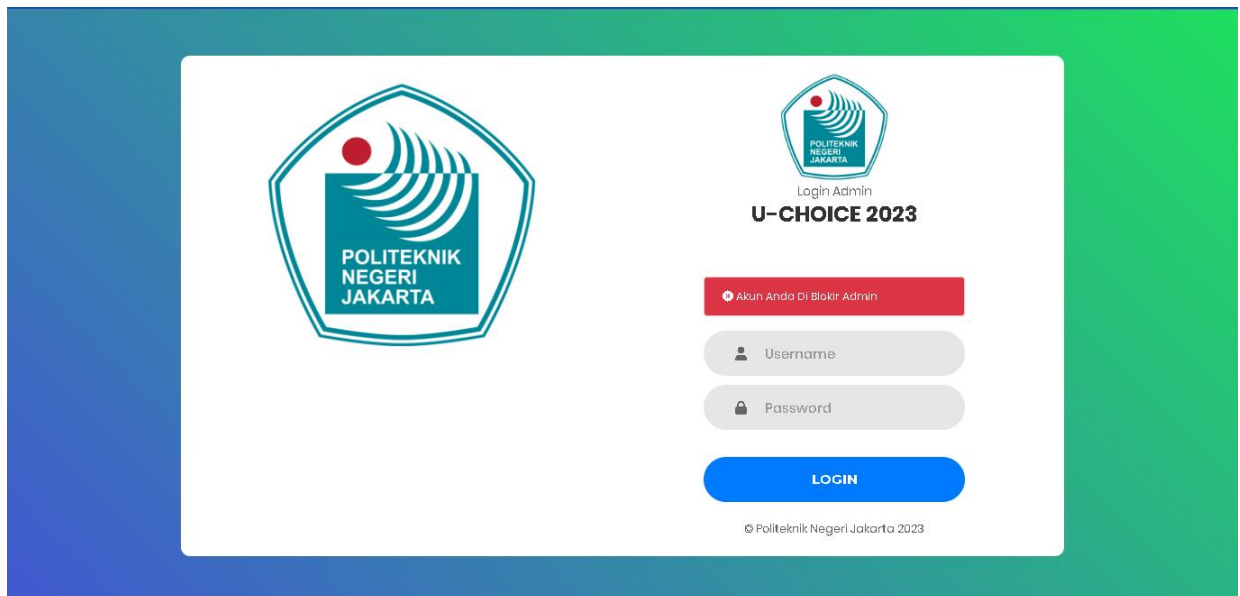 POLITEKNIK
NEGERI
JAKARTA
POLITEKNIK
NEGERI
JAKARTA
Login Admin
U-CHOICE 2023
Akun Anda Di Blokir Admin
Username
Password
LOGIN
© Politeknik Negeri Jakarta 2023